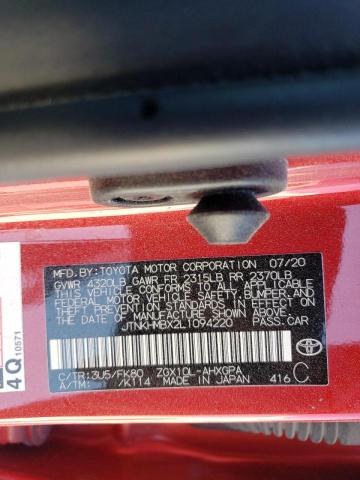 MFD.BY:TOYOTA MOTOR CORPORATION 07/20
GVWR 4320LB GAWR FR 2315LB RR 2370LB
THIS VEHICLE CONFORMS TO ALL APPLICABLE
FEDERAL MOTOR VEHICLE SAFETY, BUMPER, AND
THEFT PREVENTION STANDARDS IN EFFECT ON
THE DATE OF MANUFACTURE SHOWN ABOVE.
JTNKHMBX2L1094220 PASS.CAR
C/TR:3U5/FK80 ZGX10L-AHXGPA
A/TM: /K114 MADE IN JAPAN 416 C
4Q 10571